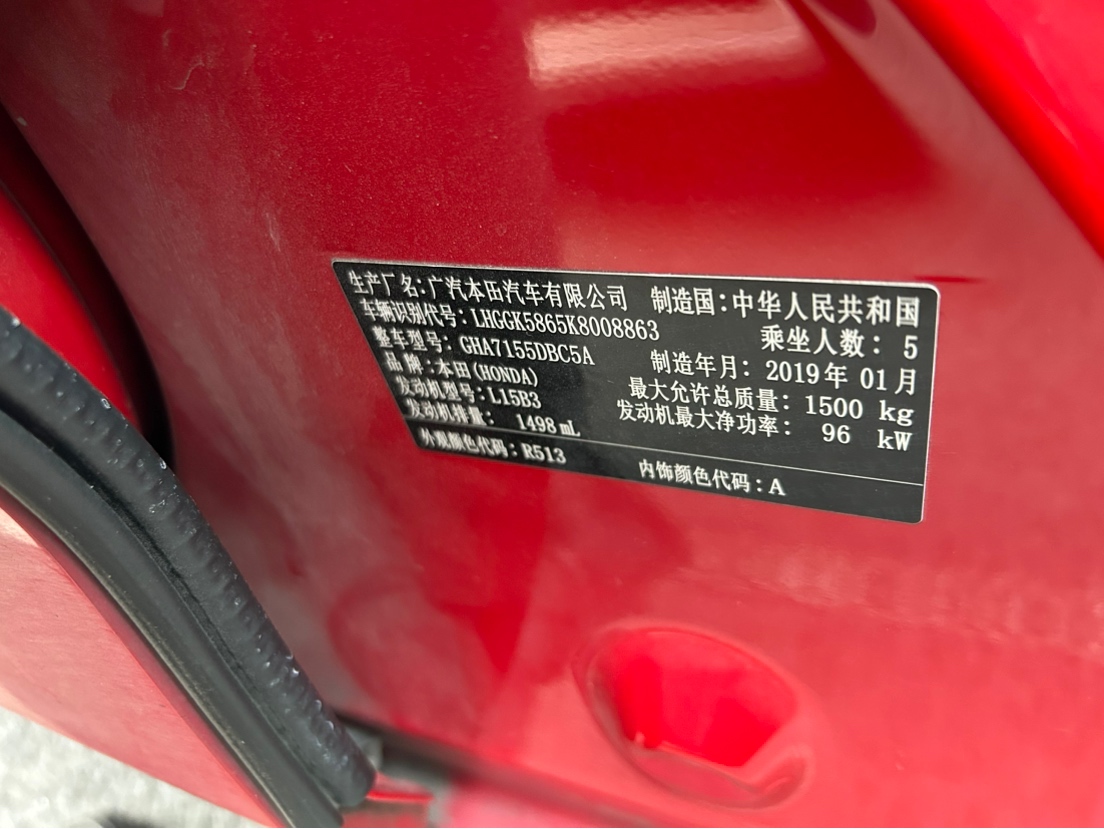 生产厂名:广汽本田汽车有限公司 制造国:中华人民共和国
车辆识别代号:LHGGK5865K8008863 乘坐人数: 5
整车型号:GHA7155DBC5A 制造年月: 2019年 01月
品牌:本田(HONDA) 最大允许总质量: 1500 kg
发动机型号:L15B3 发动机最大净功率: 96 kW
发动机排量: 1498 mL
外观颜色代码:R513 内饰颜色代码:A